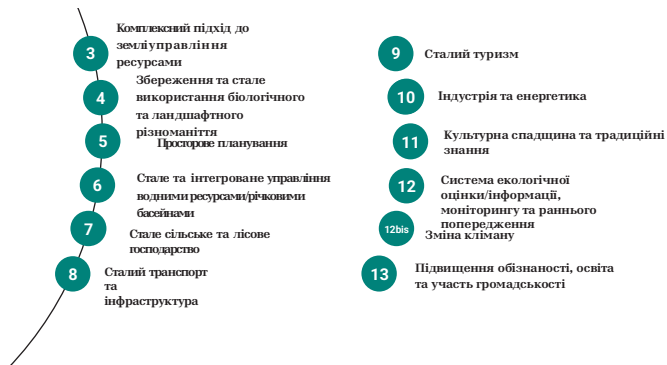 3
Комплексний підхід до
земліуправління
ресурсами
4
Збереження та стале
використання біологічного
та ландшафтного
різноманіття
5
Просторове планування
6
Стале та інтегроване управління
водними ресурсами/річковими
басейнами
7
Стале сільське та лісове
господарство
8
Сталий транспорт
та
інфраструктура
9
Сталий туризм
10
Індустрія та енергетика
11
Культурна спадщина та традиційні
знання
12
Система екологічної
оцінки/інформації,
моніторингу та раннього
попередження
12bis
Зміна кліману
13
Підвищення обізнаності, освіта
та участь громадськості